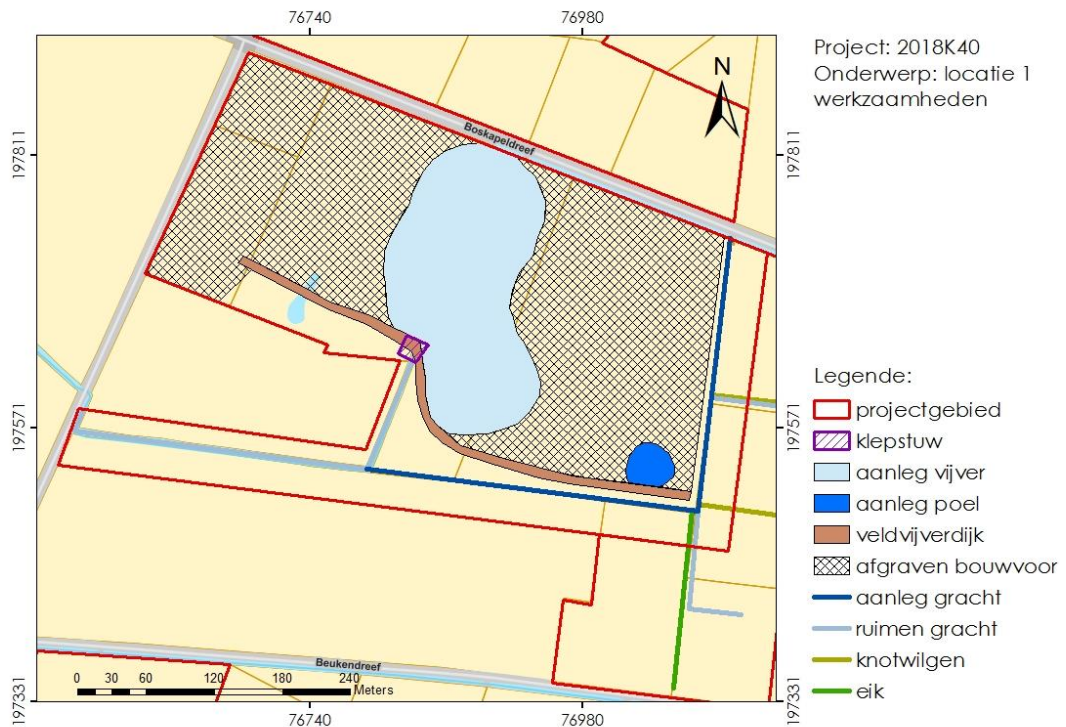 76740 76980
Project: 2018K40
Onderwerp: locatie 1
werkzaamheden
N
Boskapeldreef
197811 197811
Legende:
projectgebied
197571 197571
klepstuw
aanleg vijver
aanleg poel
veldvijverdijk
afgraven bouwvoor
aanleg gracht
ruimen gracht
knotwilgen
eik
Beukendreef
0 30 60 120 180 240
Meters
197331 197331
76740 76980